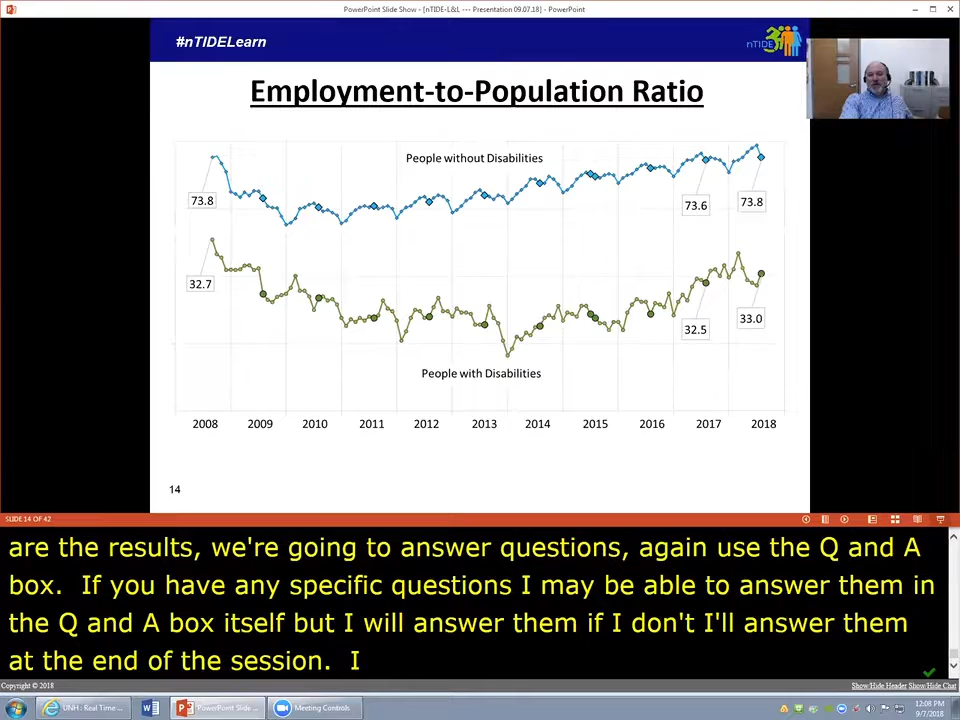 PowerPoint Slide Show - [nTIDE-L&L --- Presentation 09.07.18] - PowerPoint
#nTIDELearn
nTIDE
Employment-to-Population Ratio
People without Disabilities
73.8
73.6
73.8
32.7
32.5
33.0
People with Disabilities
2008 2009 2010 2011 2012 2013 2014 2015 2016 2017 2018
14
SLIDE 14 OF 42
are the results, we're going to answer questions, again use the Q and A
box.  If you have any specific questions I may be able to answer them in
the Q and A box itself but I will answer them if I don't I'll answer them
at the end of the session.  I
Copyright © 2018
Show/Hide Header Show/Hide Chat
DNH : Real Time ...
PowerPoint Slide ...
Meeting Controls
12:08 PM
9/7/2018